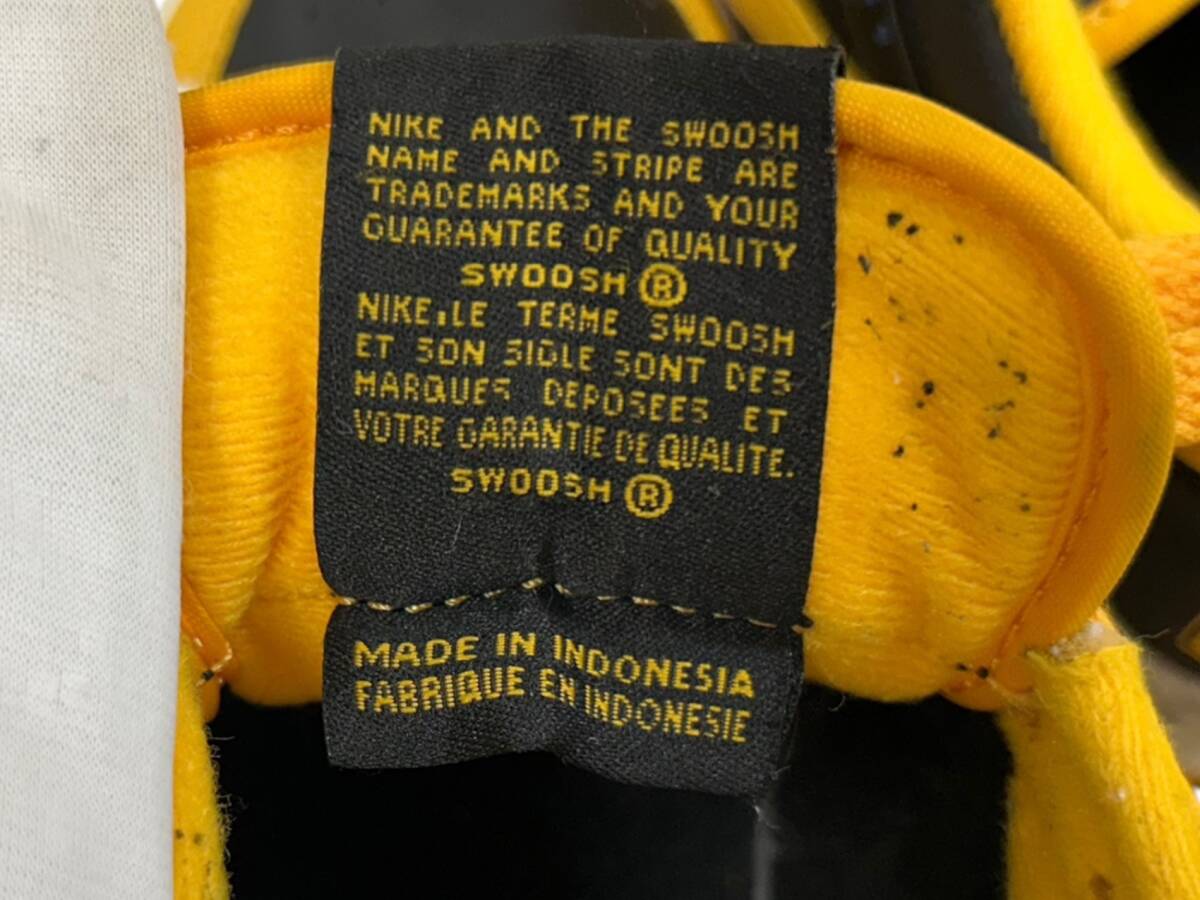 NIKE AND THE SWOOSH
NAME AND STRIPE ARE
TRADEMARKS AND YOUR
GUARANTEE OF QUALITY
SWOOSH ®
NIKE, LE TERME SWOOSH
ET SON SIGLE SONT DES
MARQUES DEPOSEES ET
VOTRE GARANTIE DE QUALITE.
SWOOSH ®
MADE IN INDONESIA
FABRIQUE EN INDONESIE